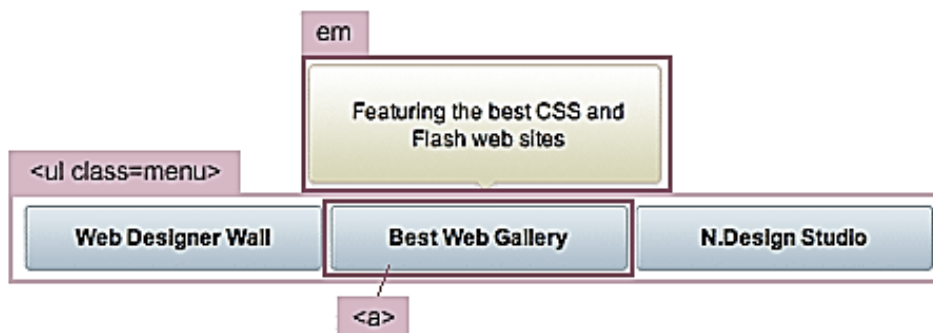 em
Featuring the best CSS and
Flash web sites
<ul class=menu>
Web Designer Wall
Best Web Gallery
N.Design Studio
<a>